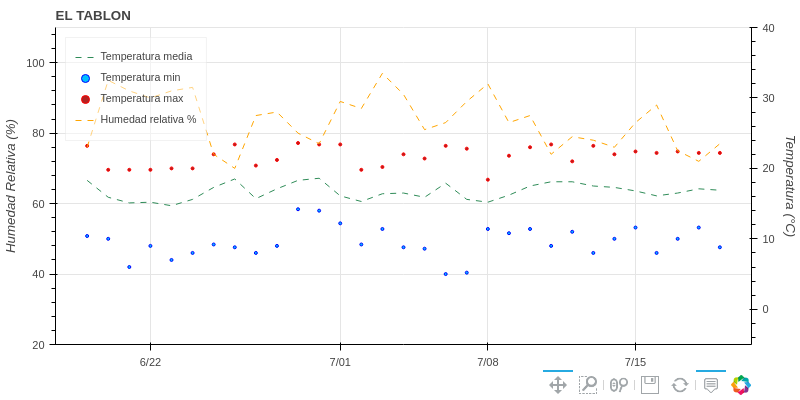 EL TABLON
Temperatura media
Temperatura min
Temperatura max
Humedad relativa %
Humedad Relativa (%)
100
80
60
40
20
40
30
20
10
0
Temperatura (°C)
6/22
7/01
7/08
7/15